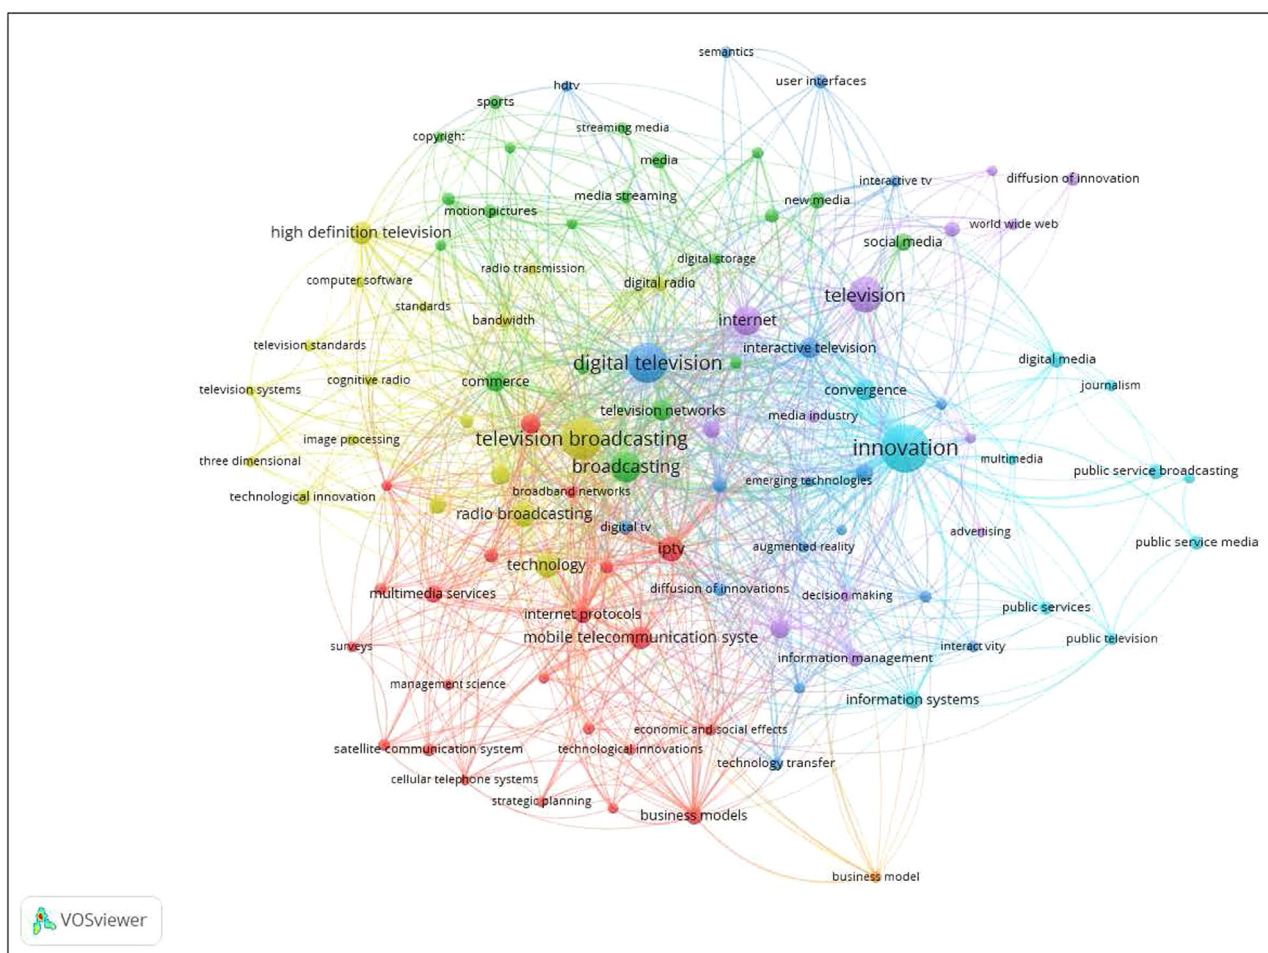 semantics
user interfaces
hdtv
sports
streaming media
copyright
media
interactive tv
diffusion of innovation
media streaming
new media
motion pictures
world wide web
high definition television
social media
digital storage
radio transmission
computer software
digital radio
television
standards
bandwidth
internet
television standards
interactive television
digital media
digital television
cognitive radio
commerce
journalism
television systems
convergence
television networks
media industry
image processing
television broadcasting
innovation
three dimensional
multimedia
broadcasting
public service broadcasting
emerging technologies
broadband networks
technological innovation
radio broadcasting
digital tv
advertising
public service media
iptv
augmented reality
technology
diffusion of innovations
multimedia services
decision making
public services
internet protocols
mobile telecommunication syste
public television
surveys
interact vity
information management
management science
information systems
economic and social effects
satellite communication system
technological innovations
technology transfer
cellular telephone systems
strategic planning
business models
business model
VOSviewer